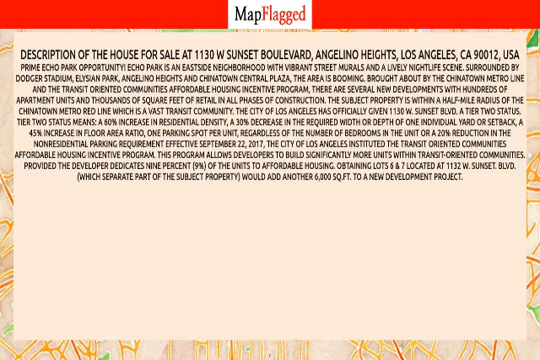 MapFlagged
DESCRIPTION OF THE HOUSE FOR SALE AT 1130 W SUNSET BOULEVARD, ANGELINO HEIGHTS, LOS ANGELES, CA 90012, USA
PRIME ECHO PARK OPPORTUNITY! ECHO PARK IS AN EASTSIDE NEIGHBORHOOD WITH VIBRANT STREET MURALS AND A LIVELY NIGHTLIFE SCENE. SURROUNDED BY
DODGER STADIUM, ELYSIAN PARK, ANGELINO HEIGHTS AND CHINATOWN CENTRAL PLAZA, THE AREA IS BOOMING. BROUGHT ABOUT BY THE CHINATOWN METRO LINE
AND THE TRANSIT ORIENTED COMMUNITIES AFFORDABLE HOUSING INCENTIVE PROGRAM, THERE ARE SEVERAL NEW DEVELOPMENTS WITH HUNDREDS OF
APARTMENT UNITS AND THOUSANDS OF SQUARE FEET OF RETAIL IN ALL PHASES OF CONSTRUCTION. THE SUBJECT PROPERTY IS WITHIN A HALF-MILE RADIUS OF THE
CHINATOWN METRO RED LINE WHICH IS A VAST TRANSIT COMMUNITY. THE CITY OF LOS ANGELES HAS OFFICIALLY GIVEN 1130 W. SUNSET BLVD. A TIER TWO STATUS.
TIER TWO STATUS MEANS: A 60% INCREASE IN RESIDENTIAL DENSITY, A 30% DECREASE IN THE REQUIRED WIDTH OR DEPTH OF ONE INDIVIDUAL YARD OR SETBACK, A
45% INCREASE IN FLOOR AREA RATIO, ONE PARKING SPOT PER UNIT, REGARDLESS OF THE NUMBER OF BEDROOMS IN THE UNIT OR A 20% REDUCTION IN THE
NONRESIDENTIAL PARKING REQUIREMENT EFFECTIVE SEPTEMBER 22, 2017, THE CITY OF LOS ANGELES INSTITUTED THE TRANSIT ORIENTED COMMUNITIES
AFFORDABLE HOUSING INCENTIVE PROGRAM. THIS PROGRAM ALLOWS DEVELOPERS TO BUILD SIGNIFICANTLY MORE UNITS WITHIN TRANSIT-ORIENTED COMMUNITIES.
PROVIDED THE DEVELOPER DEDICATES NINE PERCENT (9%) OF THE UNITS TO AFFORDABLE HOUSING. OBTAINING LOTS 6 & 7 LOCATED AT 1132 W. SUNSET. BLVD.
(WHICH SEPARATE PART OF THE SUBJECT PROPERTY) WOULD ADD ANOTHER 6,000 SQ.FT. TO A NEW DEVELOPMENT PROJECT.